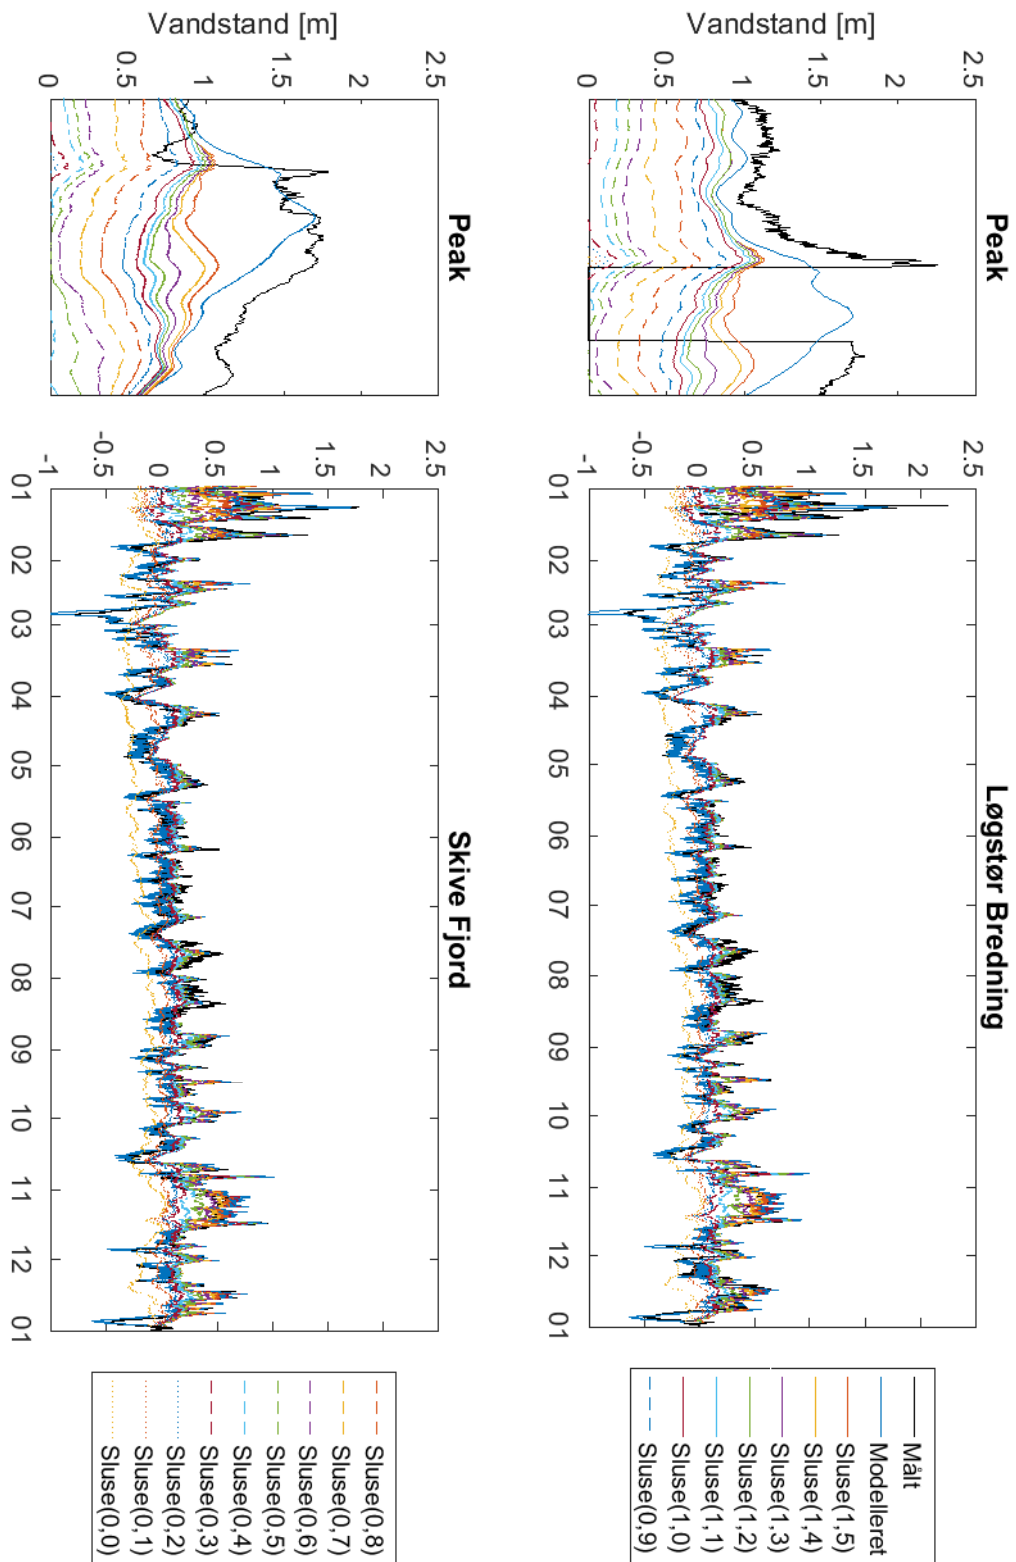 Peak
Vandstand [m]
2.5
2
1.5
1
0.5
0
Løgstør Bredning
2.5
2
1.5
1
0.5
0
-0.5
-1
01 02 03 04 05 06 07 08 09 10 11 12 01
Målt
Modelleret
Sluse(1,5)
Sluse(1,4)
Sluse(1,3)
Sluse(1,2)
Sluse(1,1)
Sluse(1,0)
Sluse(0,9)
Peak
Vandstand [m]
2.5
2
1.5
1
0.5
0
Skive Fjord
2.5
2
1.5
1
0.5
0
-0.5
-1
01 02 03 04 05 06 07 08 09 10 11 12 01
Sluse(0,8)
Sluse(0,7)
Sluse(0,6)
Sluse(0,5)
Sluse(0,4)
Sluse(0,3)
Sluse(0,2)
Sluse(0,1)
Sluse(0,0)